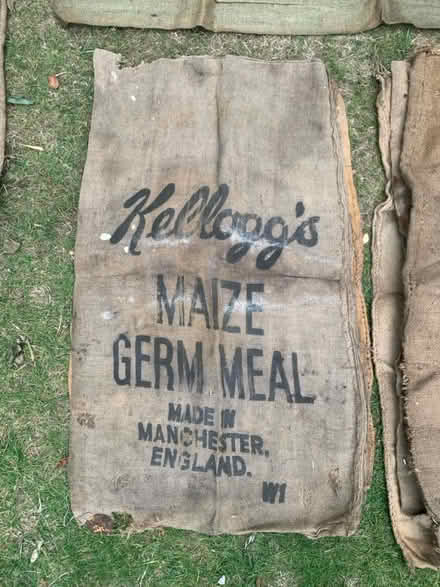 Kellogg's
MAIZE
GERM MEAL
MADE IN
MANCHESTER,
ENGLAND.
W1